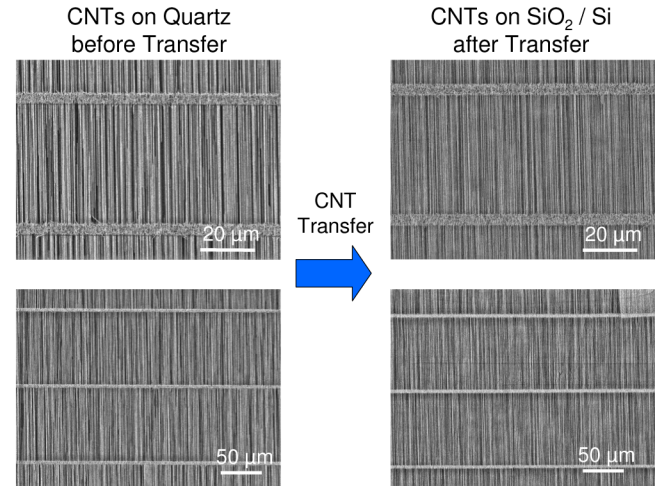 CNTs on Quartz
before Transfer
CNTs on SiO₂ / Si
after Transfer
20 μm
CNT
Transfer
20 μm
50 μm
50 μm